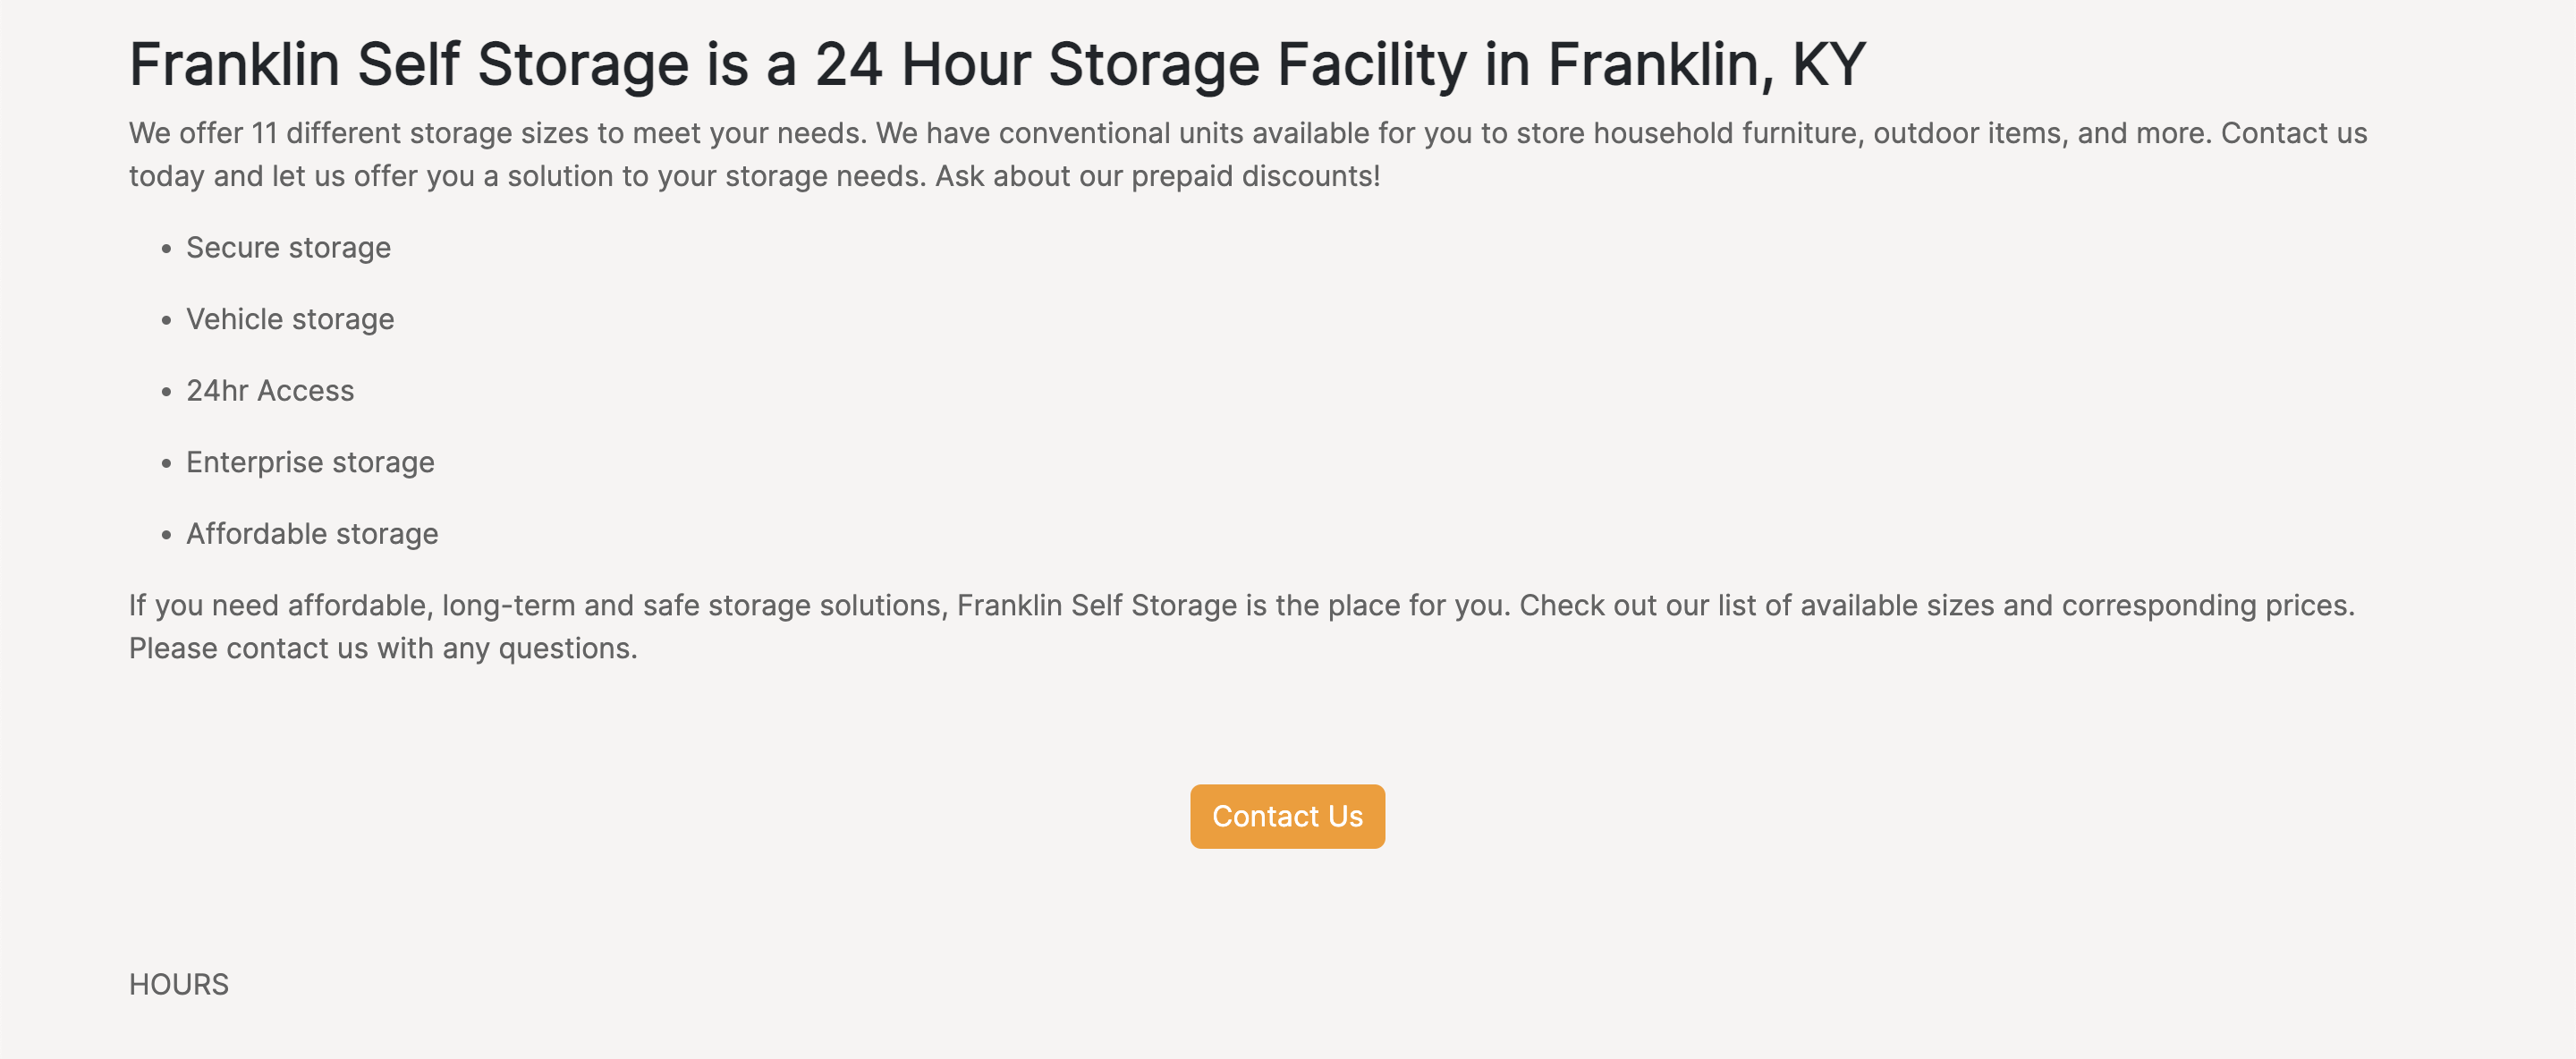 Franklin Self Storage is a 24 Hour Storage Facility in Franklin, KY
We offer 11 different storage sizes to meet your needs. We have conventional units available for you to store household furniture, outdoor items, and more. Contact us
today and let us offer you a solution to your storage needs. Ask about our prepaid discounts!
• Secure storage
• Vehicle storage
• 24hr Access
• Enterprise storage
• Affordable storage
If you need affordable, long-term and safe storage solutions, Franklin Self Storage is the place for you. Check out our list of available sizes and corresponding prices.
Please contact us with any questions.
Contact Us
HOURS